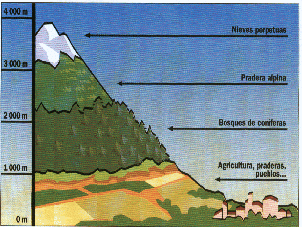 4 000 m
Nieves perpetuas
Pradera alpina
3 000 m
2 000 m
Bosques de coníferas
1 000 m
Agricultura, praderas,
pueblos...
0 m